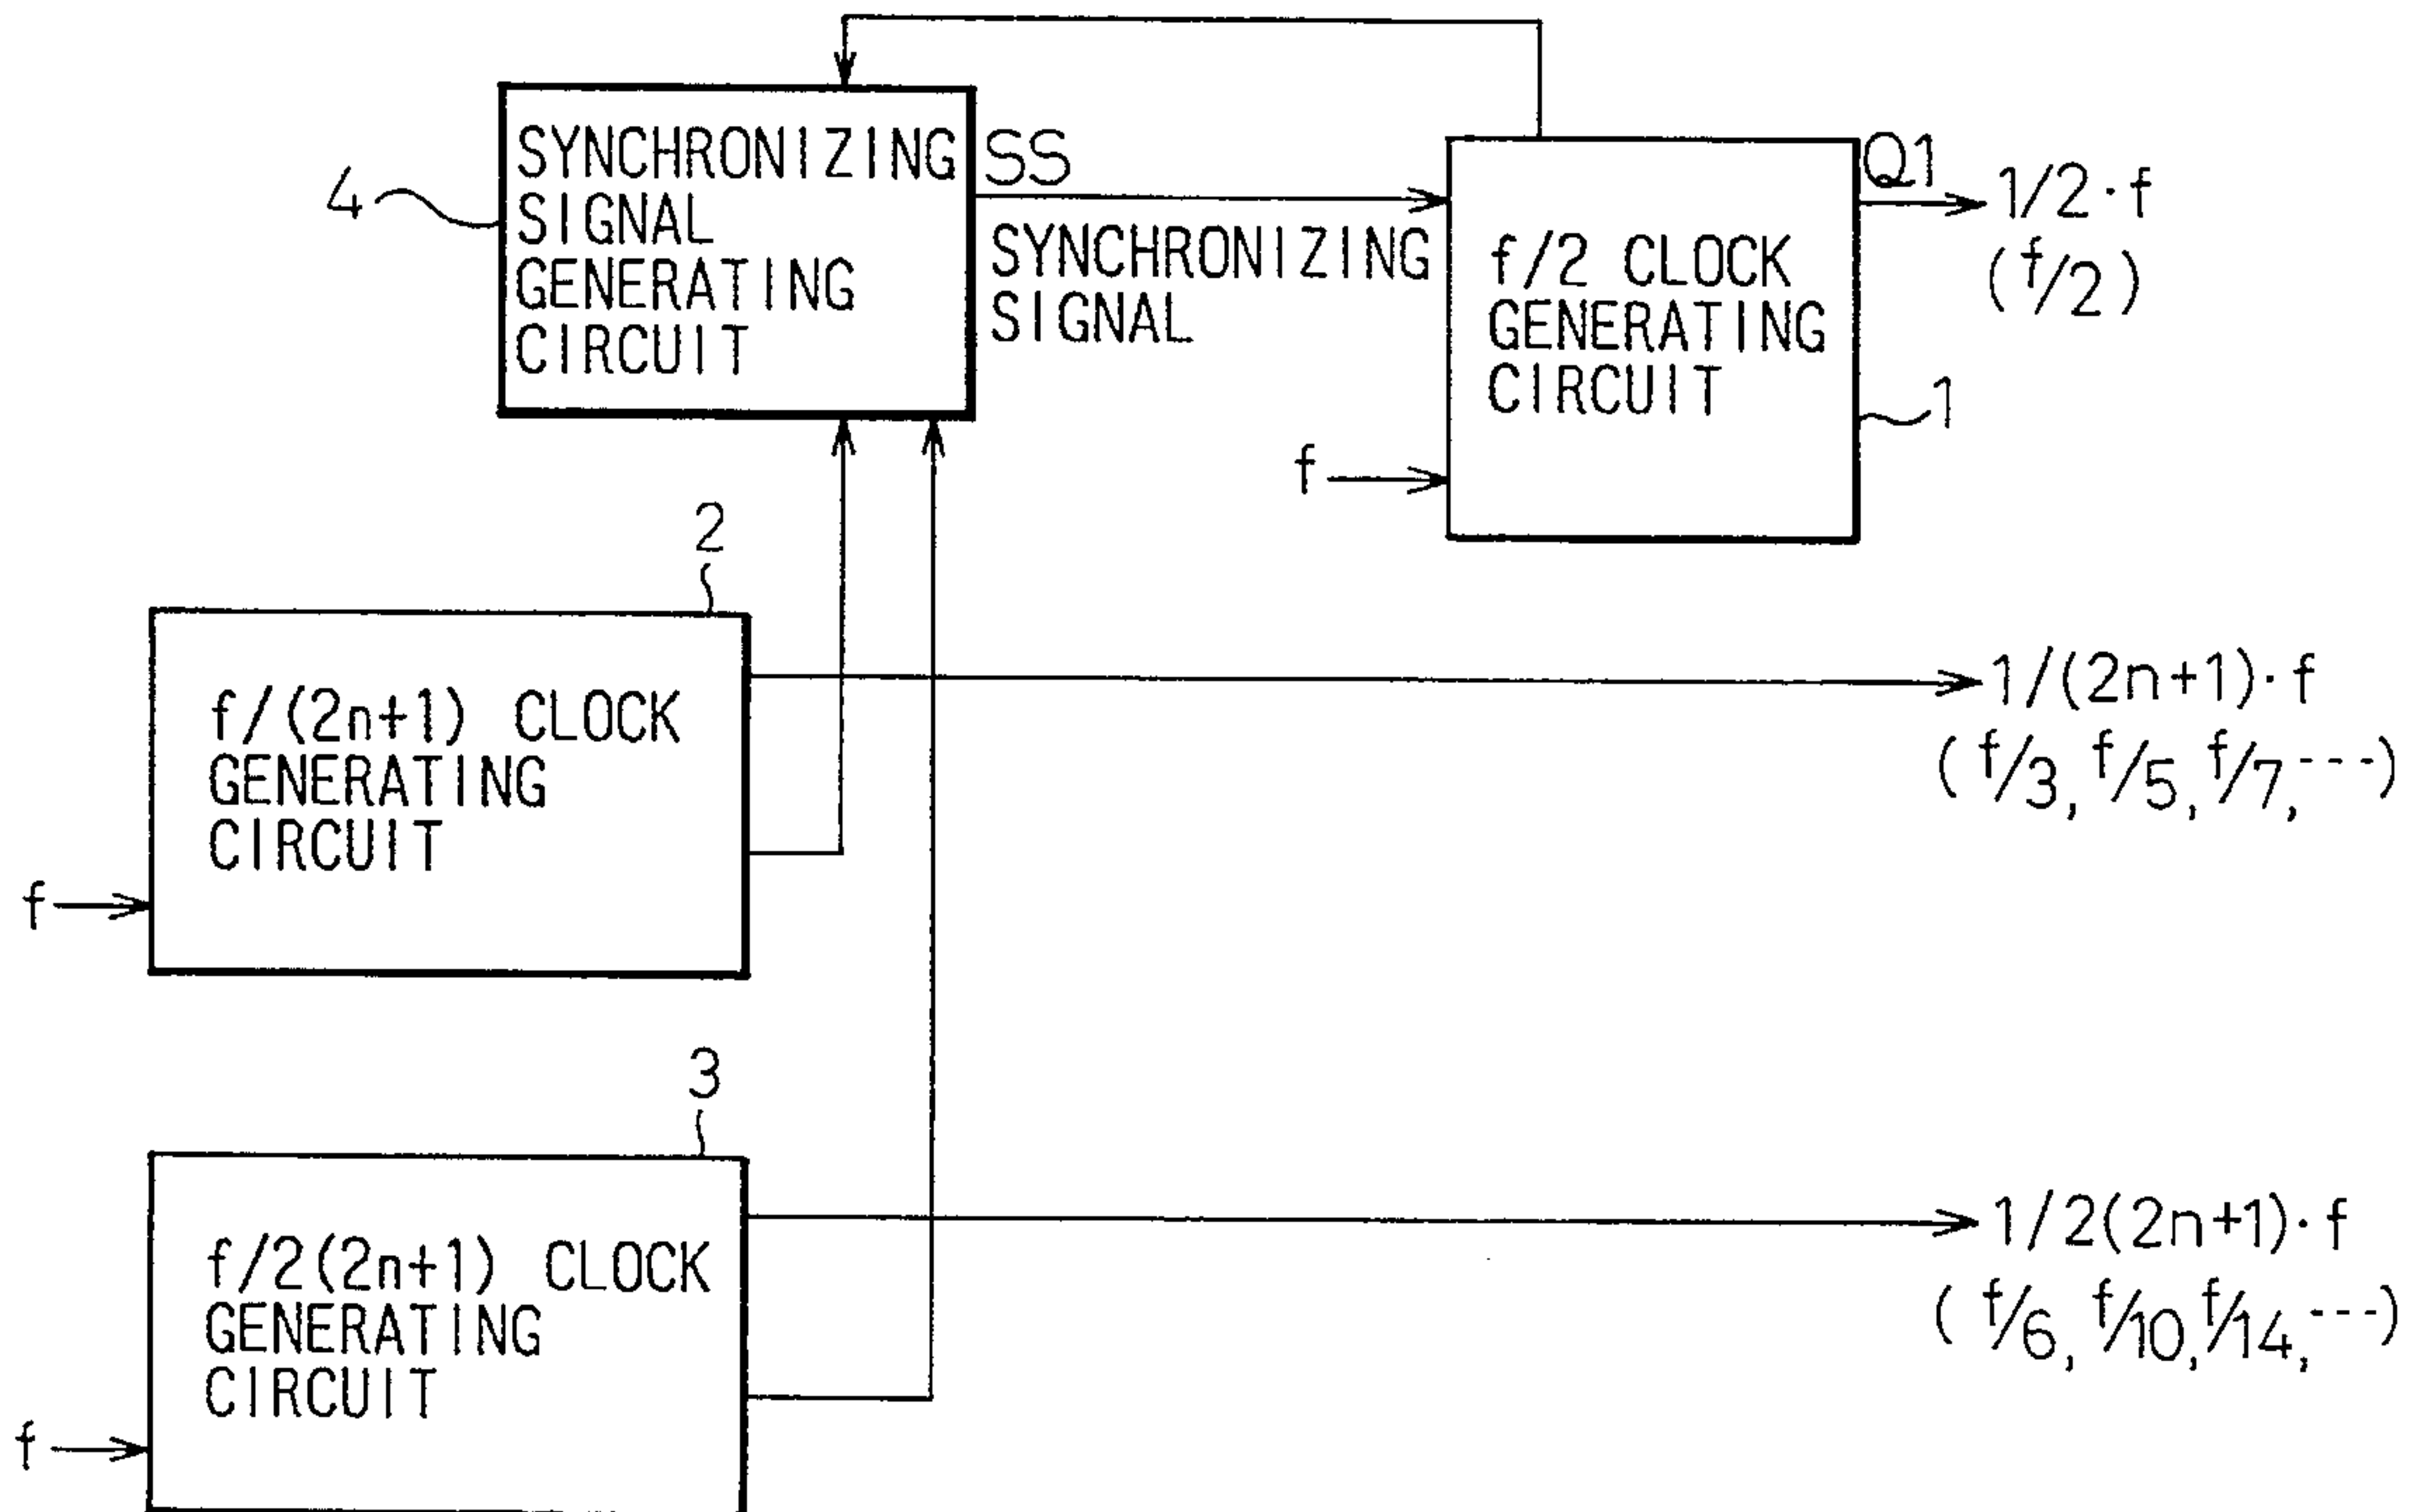 4
SYNCHRONIZING
SIGNAL
GENERATING
CIRCUIT
SS
SYNCHRONIZING
SIGNAL
f/2 CLOCK
GENERATING
CIRCUIT
f
Q1
1/2·f
(f/2)
1
2
f/(2n+1) CLOCK
GENERATING
CIRCUIT
f
1/(2n+1)·f
(f/3, f/5, f/7, ---)
3
f/2(2n+1) CLOCK
GENERATING
CIRCUIT
f
1/2(2n+1)·f
(f/6, f/10, f/14, ---)